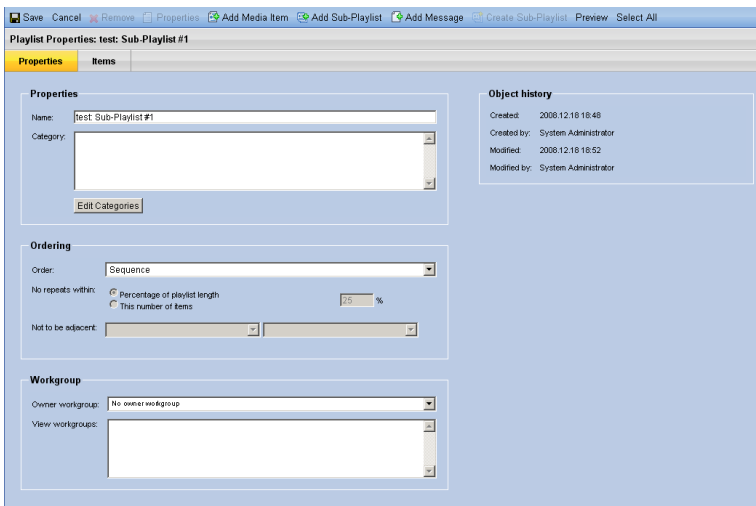 Save Cancel Remove Properties Add Media Item Add Sub-Playlist Add Message Create Sub-Playlist Preview Select All
Playlist Properties: test: Sub-Playlist #1
Properties Items
Properties
Name: test: Sub-Playlist #1
Category:
Edit Categories
Object history
Created: 2008.12.18 18:48
Created by: System Administrator
Modified: 2008.12.18 18:52
Modified by: System Administrator
Ordering
Order: Sequence
No repeats within: Percentage of playlist length 25 %
This number of items
Not to be adjacent:
Workgroup
Owner workgroup: No owner workgroup
View workgroups: